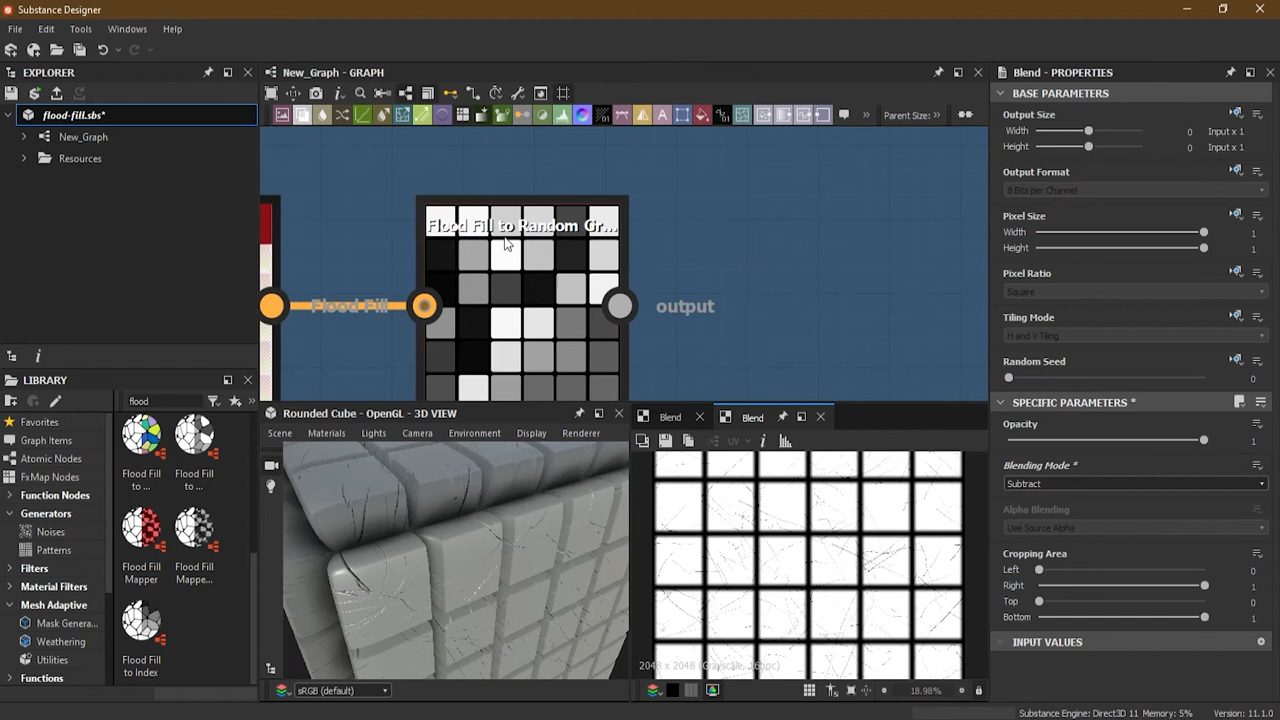 Substance Designer
File Edit Tools Windows Help
EXPLORER
flood-fill.sbs*
New_Graph
Resources
LIBRARY
flood
Favorites
Graph Items
Atomic Nodes
FxMap Nodes
Function Nodes
Generators
Noises
Patterns
Filters
Material Filters
Mesh Adaptive
Mask Genera...
Weathering
Utilities
Functions
Flood Fill to ...
Flood Fill to ...
Flood Fill Mapper
Flood Fill Mappe...
Flood Fill to Index
New_Graph - GRAPH
Parent Size: >>
Flood Fill to Random Gr...
Flood Fill
output
Rounded Cube - OpenGL - 3D VIEW
Scene Materials Lights Camera Environment Display Renderer
sRGB (default)
Blend
Blend
UV
2048 x 2048 (Grayscale, 16bpc)
18.98%
Blend - PROPERTIES
BASE PARAMETERS
Output Size
Width 0 Input x 1
Height 0 Input x 1
Output Format
8 Bits per Channel
Pixel Size
Width 1
Height 1
Pixel Ratio
Square
Tiling Mode
H and V Tiling
Random Seed
0
SPECIFIC PARAMETERS *
Opacity
1
Blending Mode *
Subtract
Alpha Blending
Use Source Alpha
Cropping Area
Left 0
Right 1
Top 0
Bottom 1
INPUT VALUES
Substance Engine: Direct3D 11 Memory: 5% Version: 11.1.0